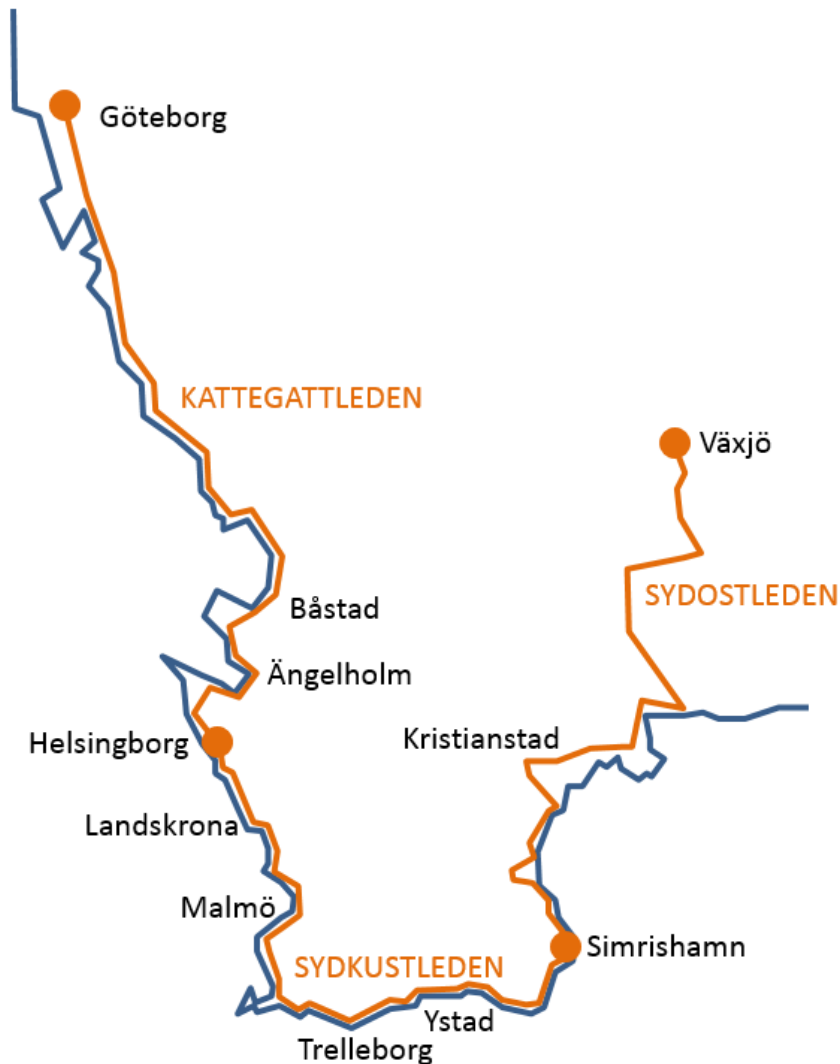 Göteborg
KATTEGATTLEDEN
Växjö
SYDOSTLEDEN
Båstad
Ängelholm
Kristianstad
Helsingborg
Landskrona
Malmö
Simrishamn
SYDKUSTLEDEN
Ystad
Trelleborg